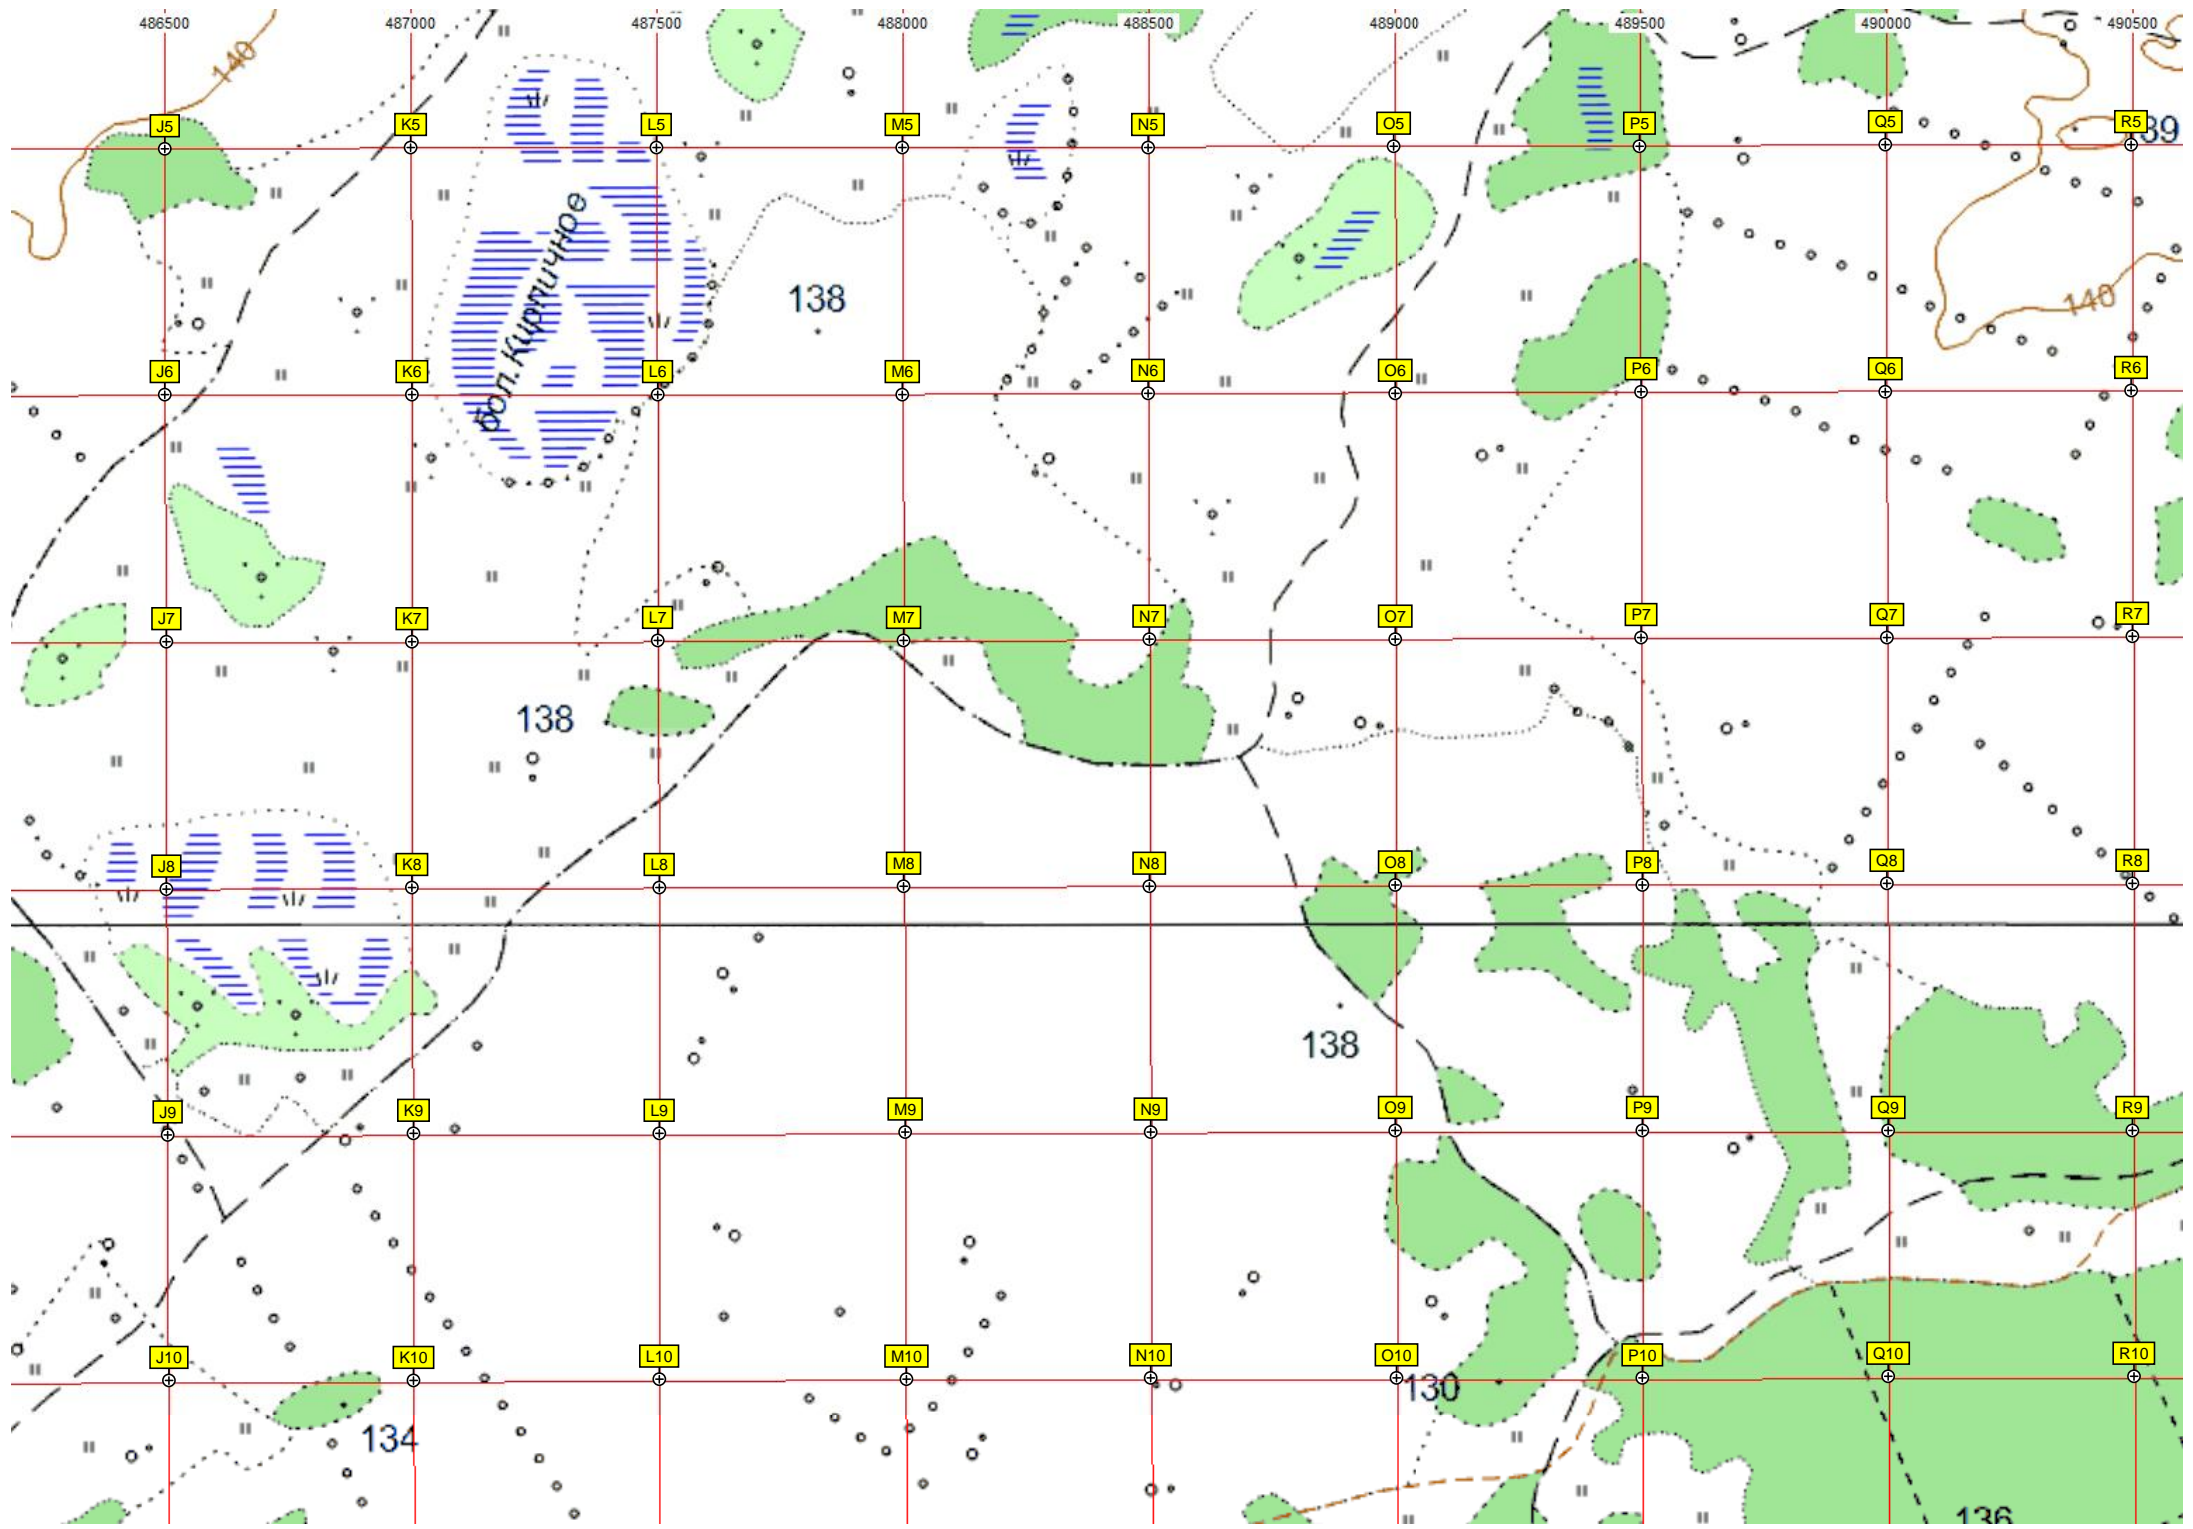 486500 487000 487500 488000 488500 489000 489500 490000 490500
140
J5 K5 L5 M5 N5 O5 P5 Q5 R5
39
бол. Кирпичное
138
140
J6 K6 L6 M6 N6 O6 P6 Q6 R6
J7 K7 L7 M7 N7 O7 P7 Q7 R7
138
J8 K8 L8 M8 N8 O8 P8 Q8 R8
138
J9 K9 L9 M9 N9 O9 P9 Q9 R9
J10 K10 L10 M10 N10 O10 P10 Q10 R10
130
134
136